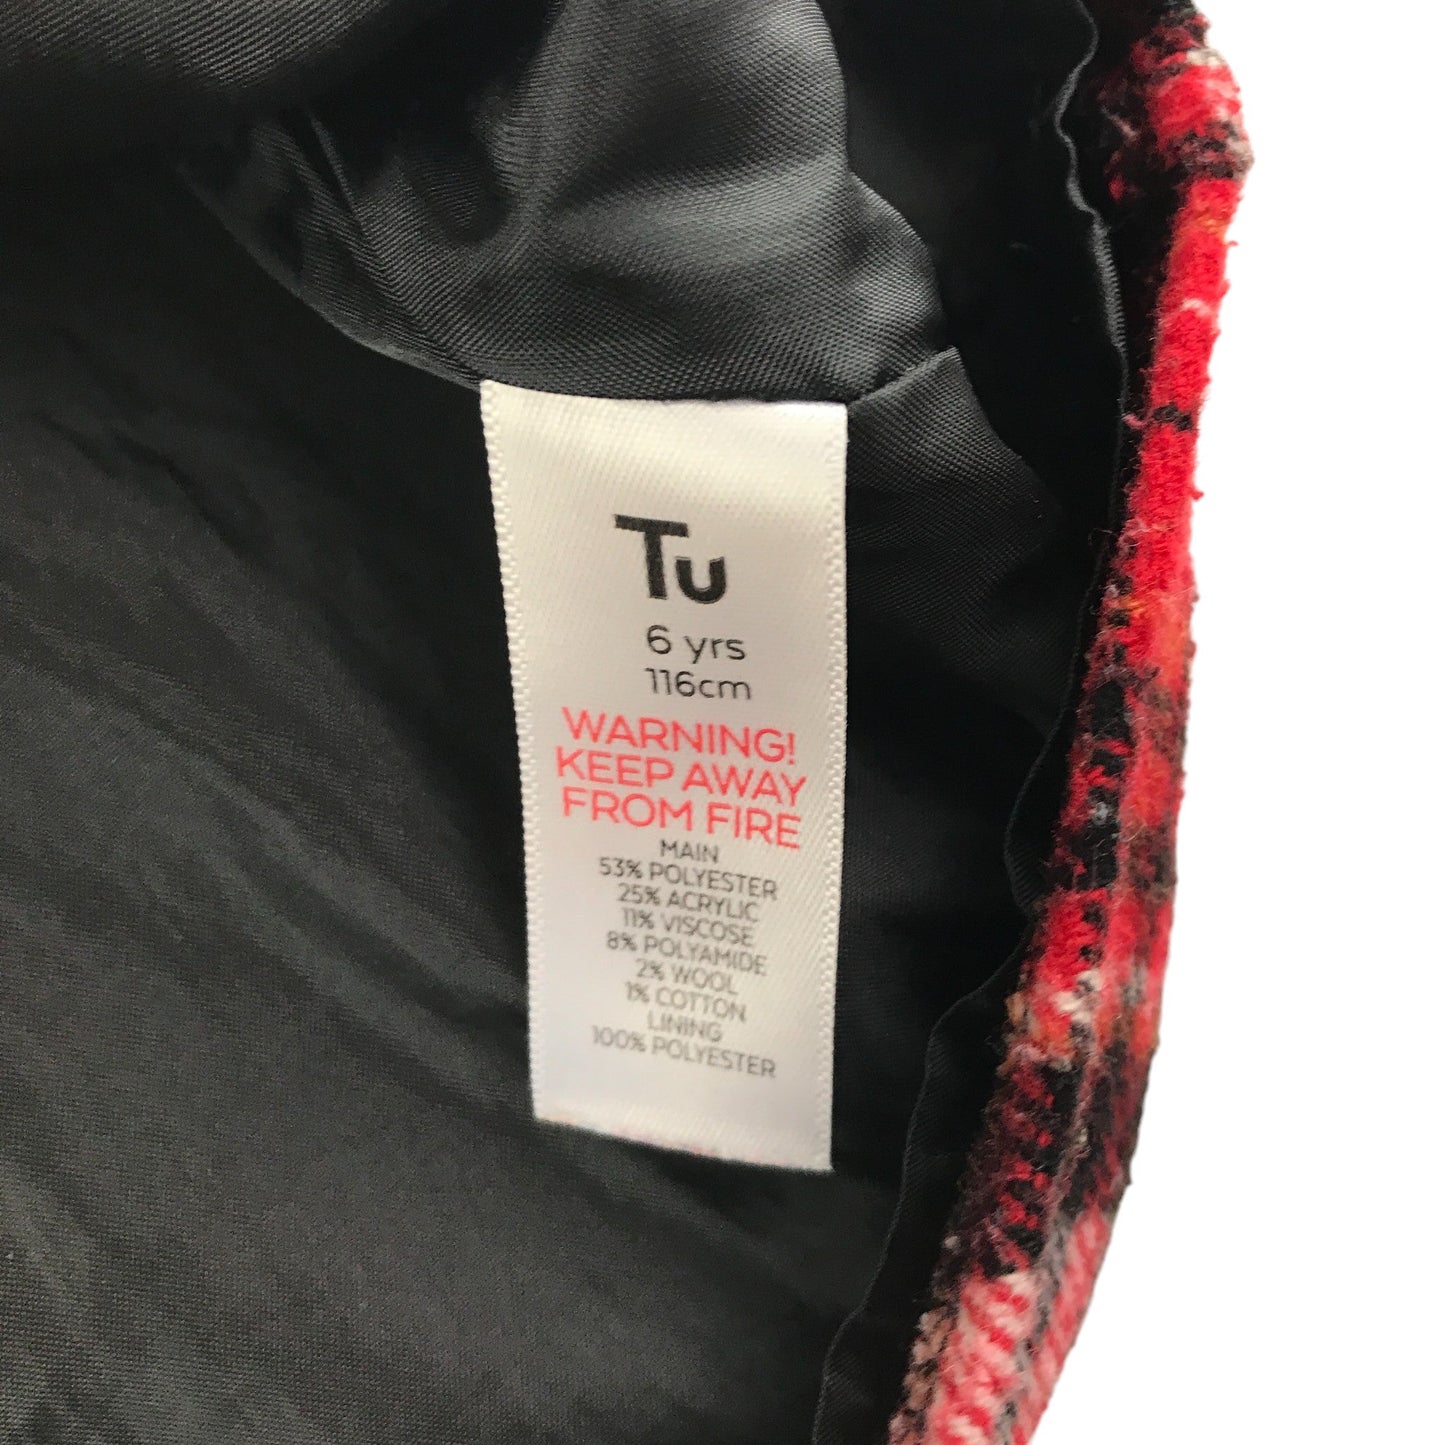 Tu
6 yrs
116cm
WARNING!
KEEP AWAY
FROM FIRE
MAIN
53% POLYESTER
25% ACRYLIC
11% VISCOSE
8% POLYAMIDE
2% WOOL
1% COTTON
LINING
100% POLYESTER